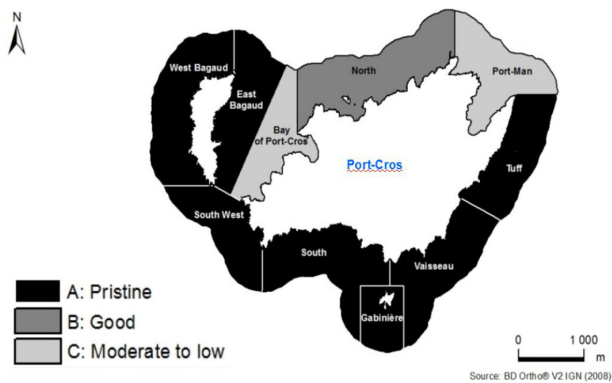 N
West Bagaud
East
Bagaud
Bay
of Port-Cros
North
Port-Man
Port-Cros
Tuff
South West
South
Vaisseau
Gabinière
A: Pristine
B: Good
C: Moderate to low
0 1 000
m
Source: BD Ortho® V2 IGN (2008)